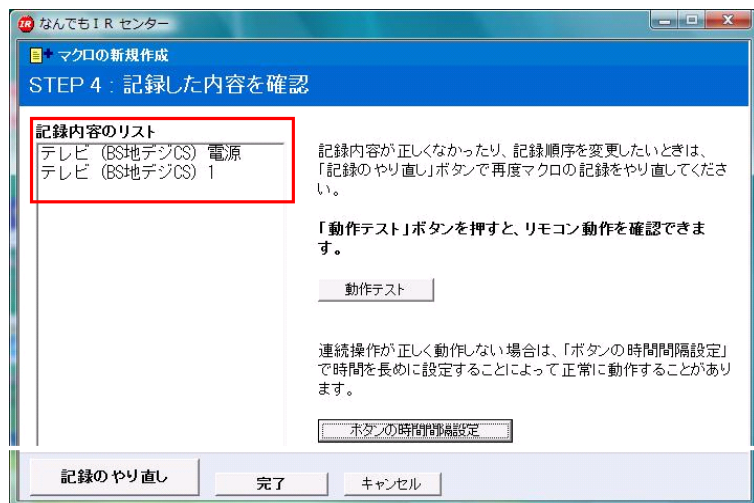 IR なんでもIR センター
マクロの新規作成
STEP 4：記録した内容を確認
記録内容のリスト
テレビ (BS地デジCS) 電源
テレビ (BS地デジCS) 1
記録内容が正しくなかったり、記録順序を変更したいときは、
「記録のやり直し」ボタンで再度マクロの記録をやり直してくださ
い。
「動作テスト」ボタンを押すと、リモコン動作を確認できま
す。
動作テスト
連続操作が正しく動作しない場合は、「ボタンの時間間隔設定」
で時間を長めに設定することによって正常に動作することがあり
ます。
ボタンの時間間隔設定
記録のやり直し
完了
キャンセル